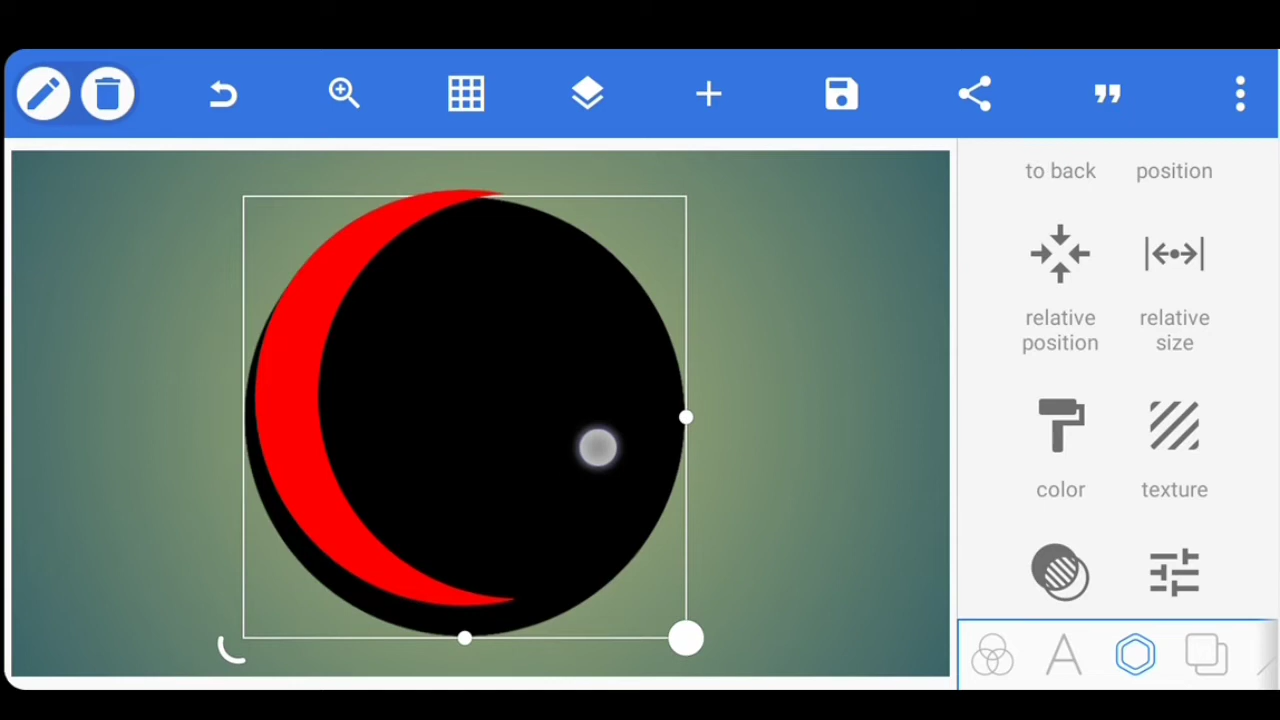 to back
position
relative
position
relative
size
color
texture